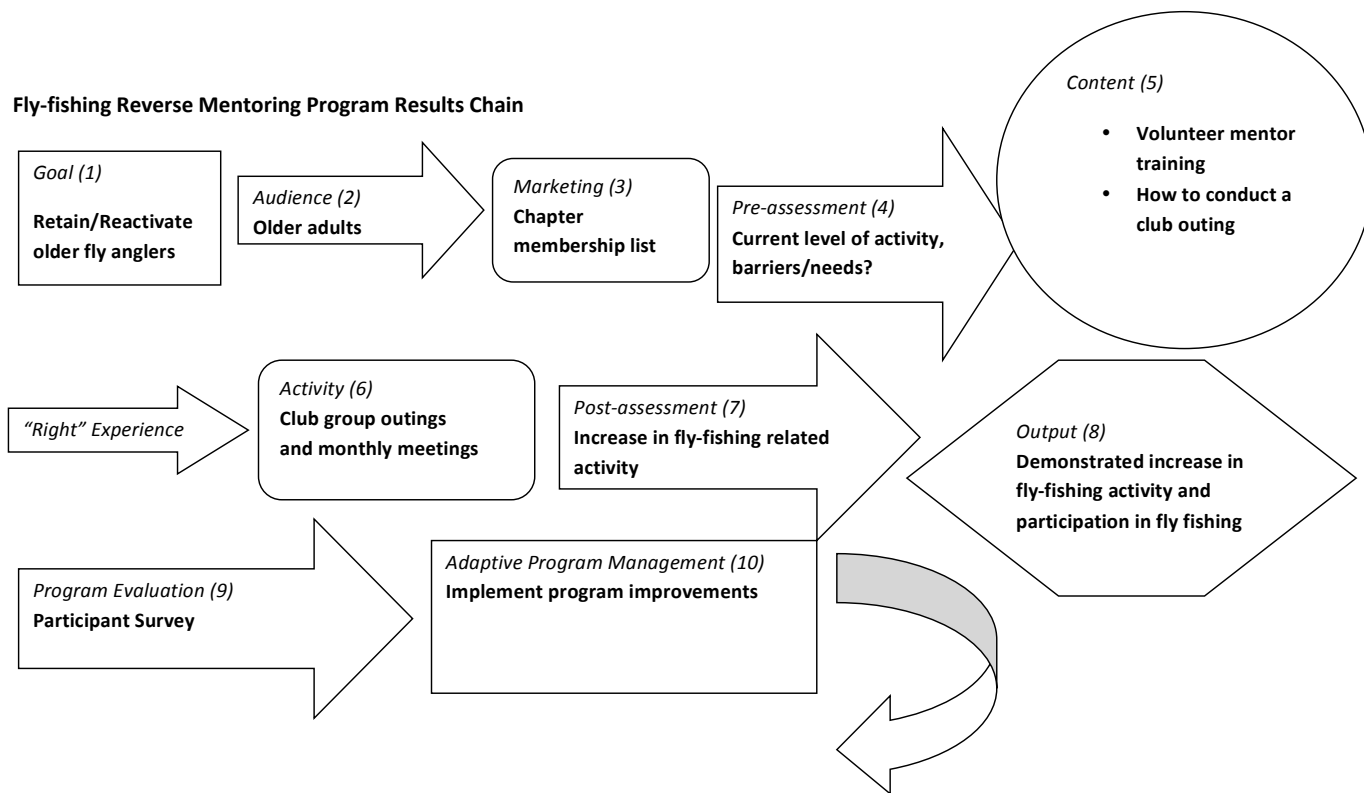 Fly-fishing Reverse Mentoring Program Results Chain
Goal (1)
Retain/Reactivate
older fly anglers
Audience (2)
Older adults
Marketing (3)
Chapter
membership list
Pre-assessment (4)
Current level of activity,
barriers/needs?
Content (5)
• Volunteer mentor
training
• How to conduct a
club outing
“Right” Experience
Activity (6)
Club group outings
and monthly meetings
Post-assessment (7)
Increase in fly-fishing related
activity
Output (8)
Demonstrated increase in
fly-fishing activity and
participation in fly fishing
Program Evaluation (9)
Participant Survey
Adaptive Program Management (10)
Implement program improvements